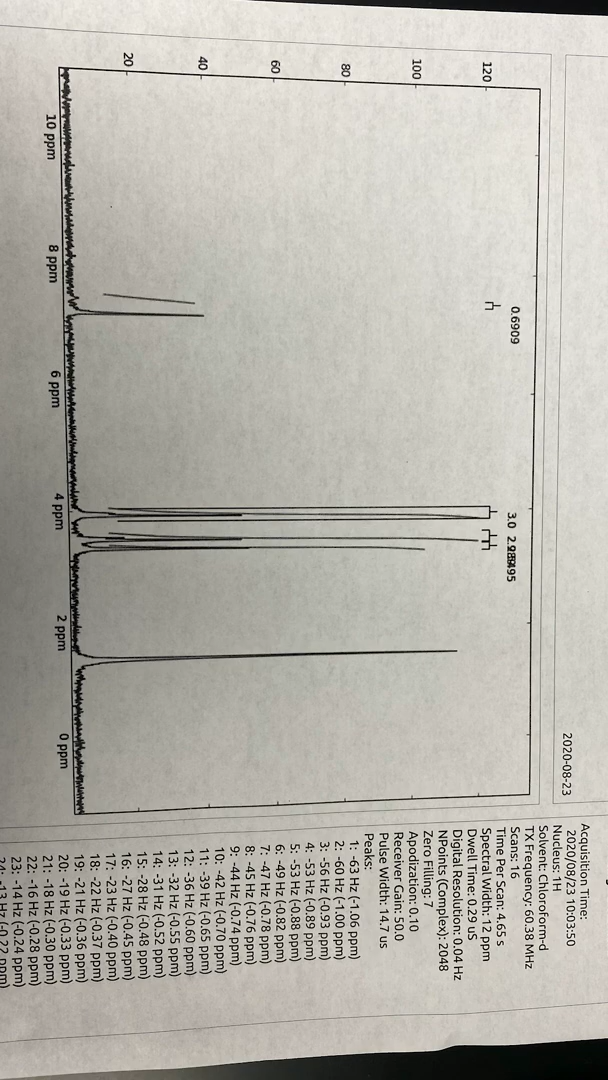 2020-08-23
0.6909
3.0
120
100
80
60
40
20
10 ppm
8 ppm
6 ppm
4 ppm
2 ppm
0 ppm
Acquisition Time:
2020/08/23 10:03:50
Nucleus: 1H
Solvent: Chloroform-d
TX Frequency: 60.38 MHz
Scans: 16
Time Per Scan: 4.65 s
Spectral Width: 12 ppm
Dwell Time: 0.29 uS
Digital Resolution: 0.04 Hz
NPoints (Complex): 2048
Zero Filling: 7
Apodization: 0.10
Receiver Gain: 50.0
Pulse Width: 14.7 us
Peaks:
1: -63 Hz (-1.06 ppm)
2: -60 Hz (-1.00 ppm)
3: -56 Hz (-0.93 ppm)
4: -53 Hz (-0.89 ppm)
5: -53 Hz (-0.88 ppm)
6: -49 Hz (-0.82 ppm)
7: -47 Hz (-0.78 ppm)
8: -45 Hz (-0.76 ppm)
9: -44 Hz (-0.74 ppm)
10: -42 Hz (-0.70 ppm)
11: -39 Hz (-0.65 ppm)
12: -36 Hz (-0.60 ppm)
13: -32 Hz (-0.55 ppm)
14: -31 Hz (-0.52 ppm)
15: -28 Hz (-0.48 ppm)
16: -27 Hz (-0.45 ppm)
17: -23 Hz (-0.40 ppm)
18: -22 Hz (-0.37 ppm)
19: -21 Hz (-0.36 ppm)
20: -19 Hz (-0.33 ppm)
21: -18 Hz (-0.30 ppm)
22: -16 Hz (-0.28 ppm)
23: -14 Hz (-0.24 ppm)
24: -13 Hz (-0.22 ppm)